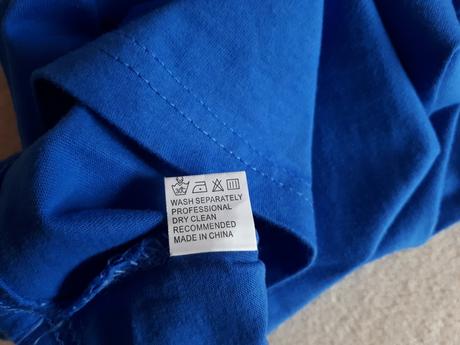 WASH SEPARATELY
PROFESSIONAL
DRY CLEAN
RECOMMENDED
MADE IN CHINA